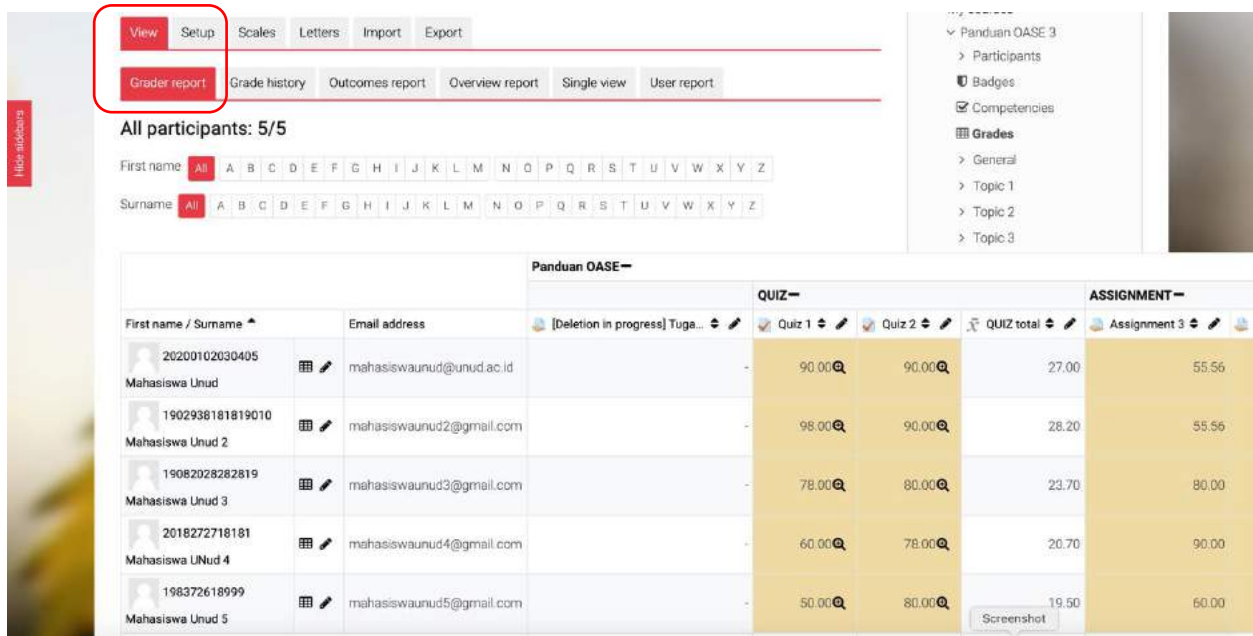 View Setup Scales Letters Import Export
Grader report Grade history Outcomes report Overview report Single view User report
All participants: 5/5
First name All A B C D E F G H I J K L M N O P Q R S T U V W X Y Z
Surname All A B C D E F G H I J K L M N O P Q R S T U V W X Y Z
Hide sidebars
Panduan OASE 3
Participants
Badges
Competencies
Grades
General
Topic 1
Topic 2
Topic 3
Panduan OASE
QUIZ ASSIGNMENT
First name / Surname Email address [Deletion in progress] Tuga... Quiz 1 Quiz 2 QUIZ total Assignment 3
20200102030405
Mahasiswa Unud mahasiswaunud@unud.ac.id - 90.00 90.00 27.00 55.56
1902938181819010
Mahasiswa Unud 2 mahasiswaunud2@gmail.com - 98.00 90.00 28.20 55.56
19082028282819
Mahasiswa Unud 3 mahasiswaunud3@gmail.com - 78.00 80.00 23.70 80.00
2018272718181
Mahasiswa UNud 4 mahasiswaunud4@gmail.com - 60.00 78.00 20.70 90.00
198372618999
Mahasiswa Unud 5 mahasiswaunud5@gmail.com - 50.00 80.00 19.50 60.00
Screenshot